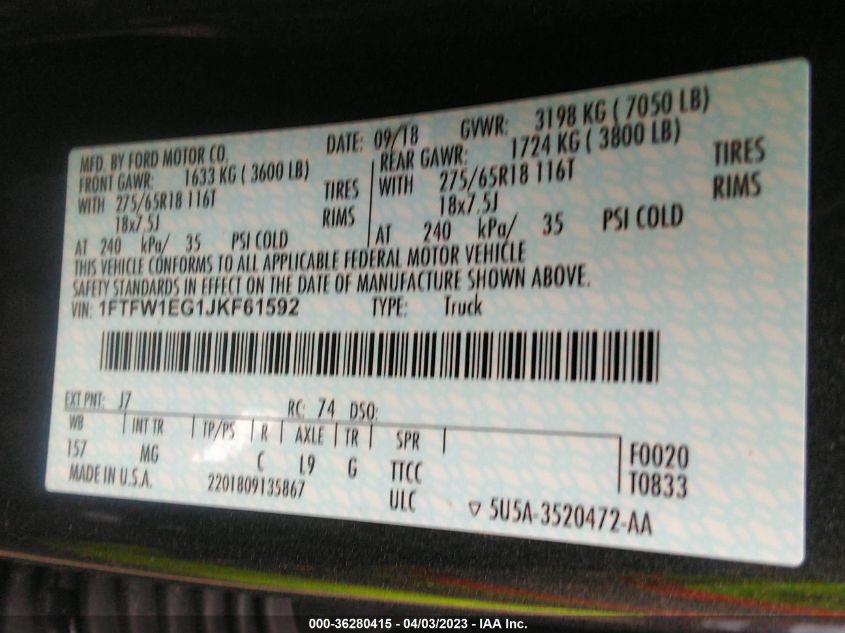 MFD. BY FORD MOTOR CO.
DATE: 09/18 GVWR: 3198 KG ( 7050 LB)
FRONT GAWR: 1633 KG ( 3600 LB)
WITH 275/65R18 116T TIRES
18x7.5J RIMS
AT 240 kPa/ 35 PSI COLD
REAR GAWR: 1724 KG ( 3800 LB)
WITH 275/65R18 116T TIRES
18x7.5J RIMS
AT 240 kPa/ 35 PSI COLD
THIS VEHICLE CONFORMS TO ALL APPLICABLE FEDERAL MOTOR VEHICLE
SAFETY STANDARDS IN EFFECT ON THE DATE OF MANUFACTURE SHOWN ABOVE.
VIN: 1FTFW1EG1JKF61592 TYPE: Truck
EXT PNT: J7 RC: 74 DSO:
WB INT TR TP/PS R AXLE TR SPR
157 MG C L9 G TTCC
F0020
T0833
MADE IN U.S.A. 2201809135867 ULC
5U5A-3520472-AA
000-36280415 - 04/03/2023 - IAA Inc.